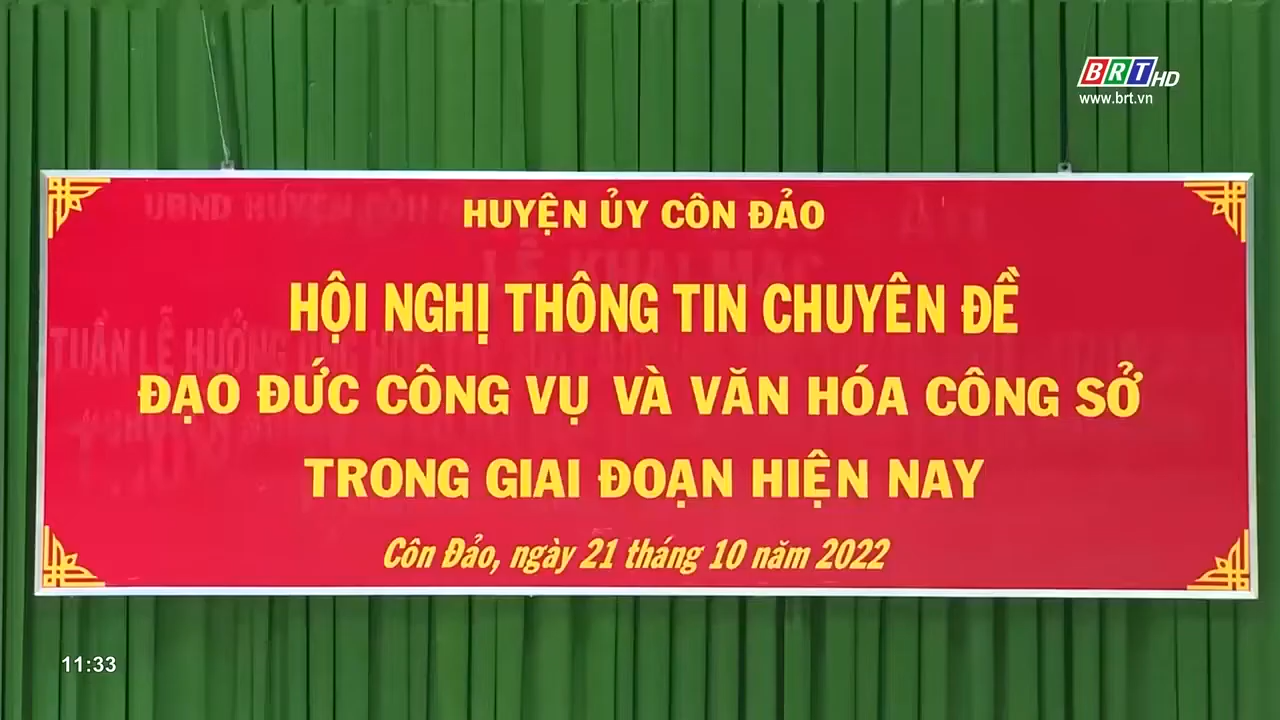 BRT HD
www.brt.vn
HUYỆN ỦY CÔN ĐẢO
HỘI NGHỊ THÔNG TIN CHUYÊN ĐỀ
ĐẠO ĐỨC CÔNG VỤ VÀ VĂN HÓA CÔNG SỞ
TRONG GIAI ĐOẠN HIỆN NAY
Côn Đảo, ngày 21 tháng 10 năm 2022
11:33